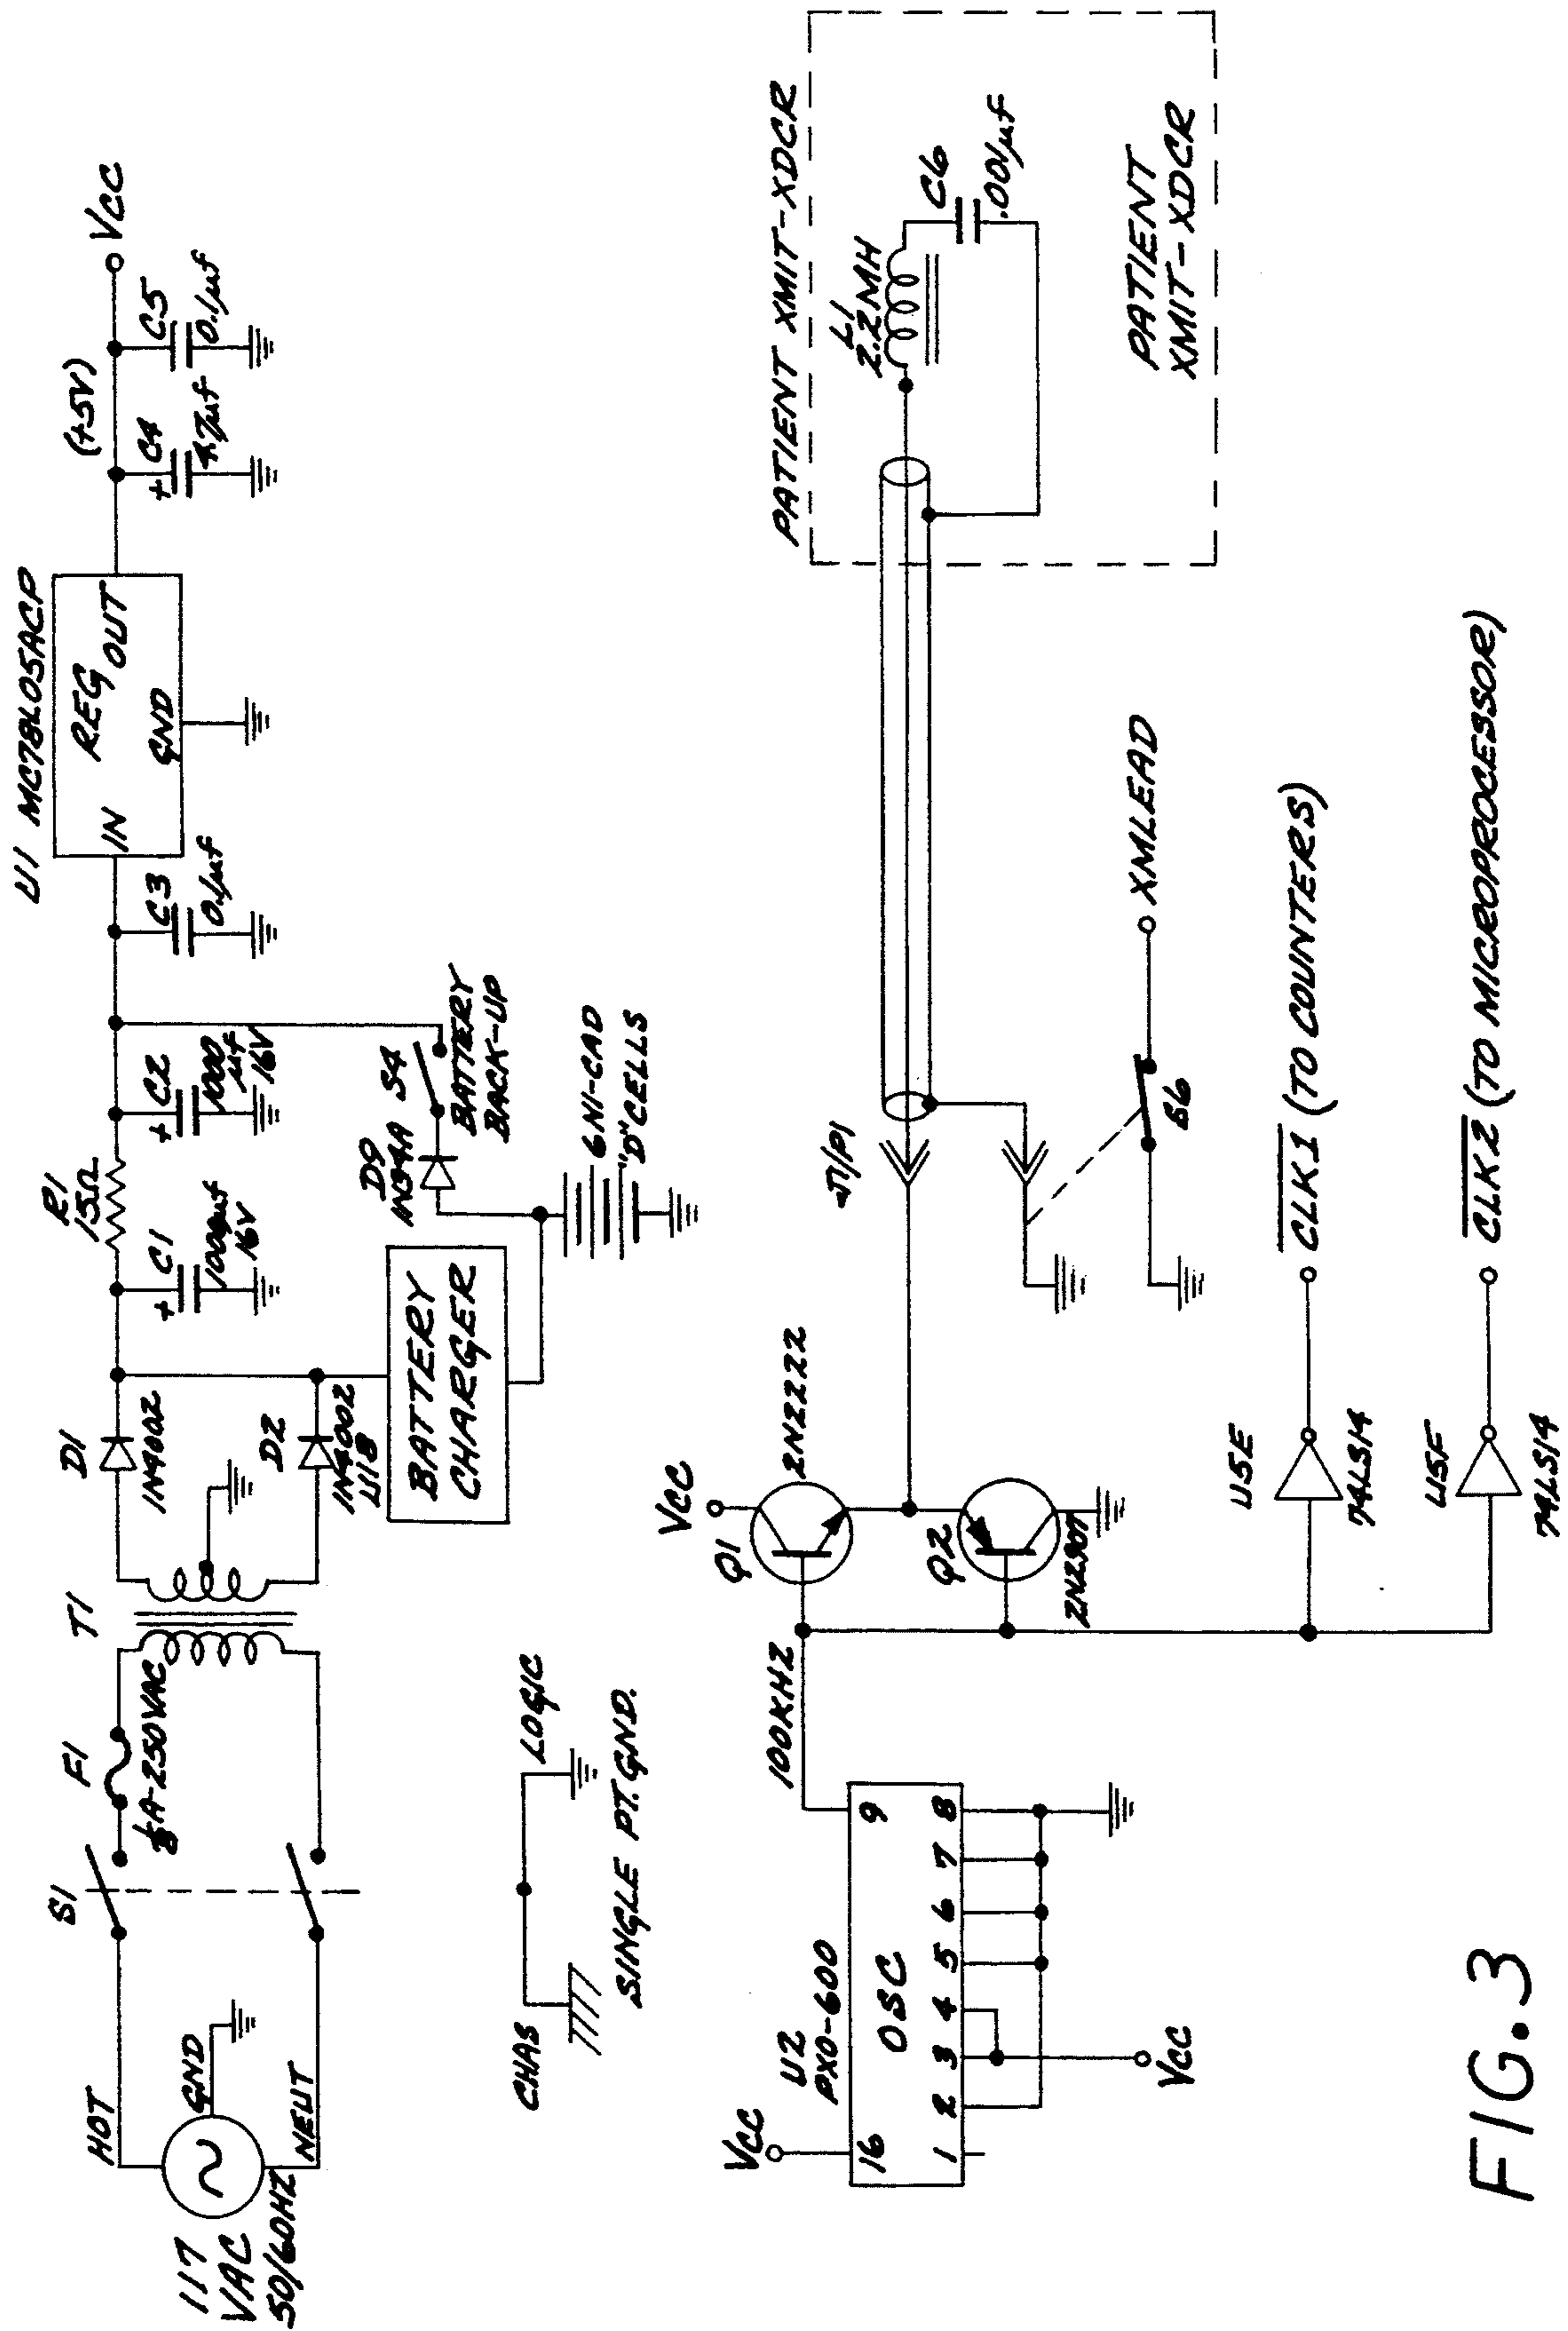 117
VAC
50/60HZ
HOT
GND
NEUT
S1
F1
1/8A-250VAC
T1
D1
1N4002
D2
1N4002
U1B
BATTERY
CHARGER
R1
15Ω
+ C1
1000µf
16V
+ C2
1000
µf
16V
D9
1N34A
S4
BATTERY
BACK-UP
6 NI-CAD
"D" CELLS
C3
0.1µf
U1 MC78L05ACP
IN
REG
OUT
GND
(+5V)
+ C4
4.7µf
C5
0.1µf
VCC
CHAS
LOGIC
SINGLE PT. GND.
VCC
U2
PXO-600
16
9
OSC
1 2 3 4 5 6 7 8
VCC
100KHZ
VCC
Q1
2N2222
Q2
2N2907
J1/P1
S6
XMLEAD
PATIENT XMIT-XDCR
L1
2.2MH
C6
.001µf
PATIENT
XMIT-XDCR
U5E
74LS14
CLK1 (TO COUNTERS)
U5F
74LS14
CLK2 (TO MICROPROCESSOR)
FIG. 3